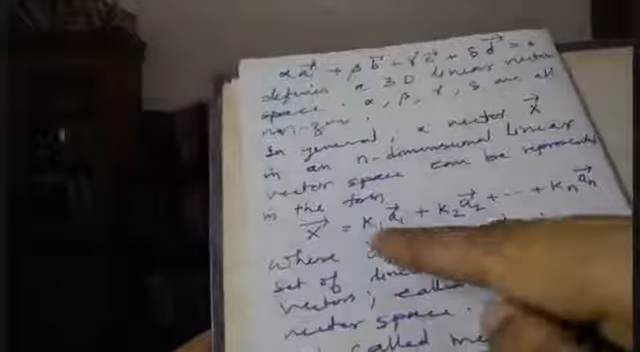 αa⃗ + βb⃗ + γc⃗ + δd⃗ = 0
defines a 3D linear vector
space. α, β, γ, δ are all
non-zero.
In general, a vector X⃗
in an n-dimensional linear
vector space can be represented
in the form
X⃗ = K₁a⃗₁ + K₂a⃗₂ + ... + Kₙa⃗ₙ
where
set of
vectors; called
vector space.
called